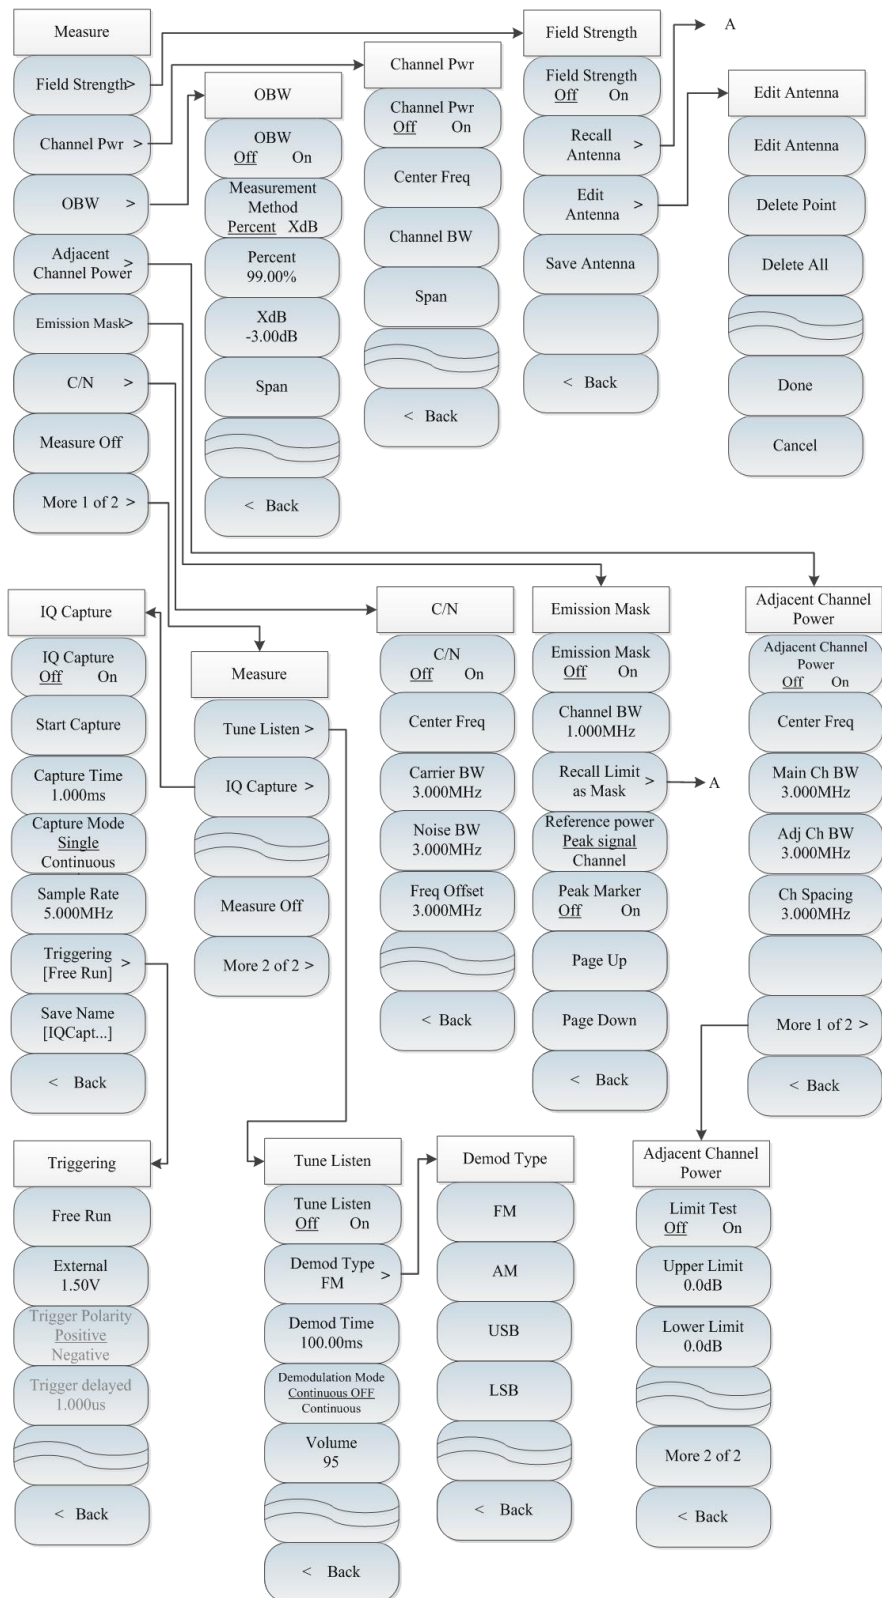 Measure
Field Strength>
Channel Pwr >
OBW >
Adjacent >
Channel Power
Emission Mask>
C/N >
Measure Off
More 1 of 2 >
OBW
OBW
Off On
Measurement
Method
Percent XdB
Percent
99.00%
XdB
-3.00dB
Span
< Back
Channel Pwr
Channel Pwr
Off On
Center Freq
Channel BW
Span
< Back
Field Strength
Field Strength
Off On
Recall >
Antenna
Edit >
Antenna
Save Antenna
< Back
A
Edit Antenna
Edit Antenna
Delete Point
Delete All
Done
Cancel
IQ Capture
IQ Capture
Off On
Start Capture
Capture Time
1.000ms
Capture Mode
Single
Continuous
Sample Rate
5.000MHz
Triggering >
[Free Run]
Save Name
[IQCapt...]
< Back
Measure
Tune Listen >
IQ Capture >
Measure Off
More 2 of 2 >
C/N
C/N
Off On
Center Freq
Carrier BW
3.000MHz
Noise BW
3.000MHz
Freq Offset
3.000MHz
< Back
Emission Mask
Emission Mask
Off On
Channel BW
1.000MHz
Recall Limit >
as Mask
A
Reference power
Peak signal
Channel
Peak Marker
Off On
Page Up
Page Down
< Back
Adjacent Channel
Power
Adjacent Channel
Power
Off On
Center Freq
Main Ch BW
3.000MHz
Adj Ch BW
3.000MHz
Ch Spacing
3.000MHz
More 1 of 2 >
< Back
Triggering
Free Run
External
1.50V
Trigger Polarity
Positive
Negative
Trigger delayed
1.000us
< Back
Tune Listen
Tune Listen
Off On
Demod Type >
FM
Demod Time
100.00ms
Demodulation Mode
Continuous OFF
Continuous
Volume
95
< Back
Demod Type
FM
AM
USB
LSB
< Back
Adjacent Channel
Power
Limit Test
Off On
Upper Limit
0.0dB
Lower Limit
0.0dB
More 2 of 2
< Back